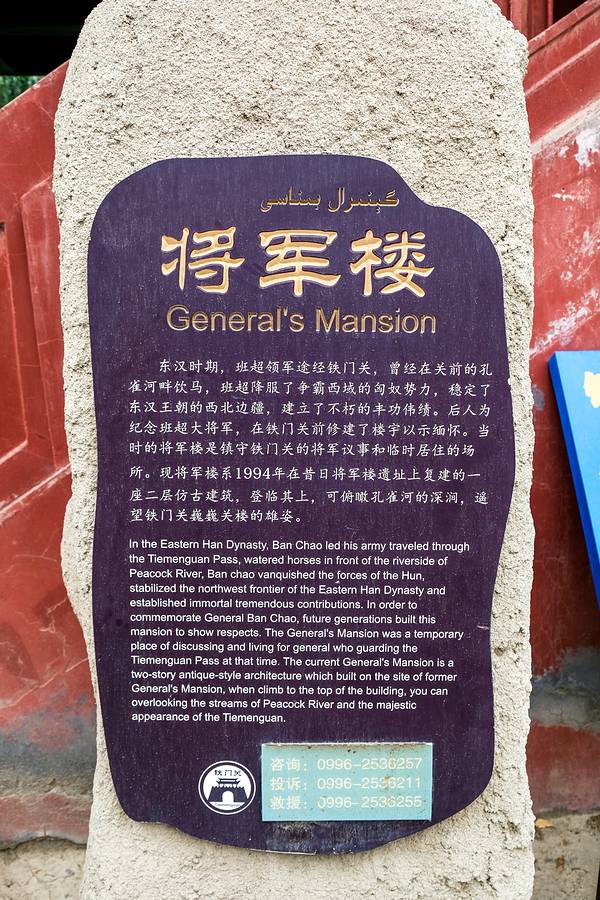 گېنىرال بىناسى
将军楼
General's Mansion
东汉时期，班超领军途经铁门关，曾经在关前的孔
雀河畔饮马，班超降服了争霸西域的匈奴势力，稳定了
东汉王朝的西北边疆，建立了不朽的丰功伟绩。后人为
纪念班超大将军，在铁门关前修建了楼宇以示缅怀。当
时的将军楼是镇守铁门关的将军议事和临时居住的场
所。现将军楼系1994年在昔日将军楼遗址上复建的一
座二层仿古建筑，登临其上，可俯瞰孔雀河的深涧，遥
望铁门关巍巍关楼的雄姿。
In the Eastern Han Dynasty, Ban Chao led his army traveled through
the Tiemenguan Pass, watered horses in front of the riverside of
Peacock River, Ban chao vanquished the forces of the Hun,
stabilized the northwest frontier of the Eastern Han Dynasty and
established immortal tremendous contributions. In order to
commemorate General Ban Chao, future generations built this
mansion to show respects. The General's Mansion was a temporary
place of discussing and living for general who guarding the
Tiemenguan Pass at that time. The current General's Mansion is a
two-story antique-style architecture which built on the site of former
General's Mansion, when climb to the top of the building, you can
overlooking the streams of Peacock River and the majestic
appearance of the Tiemenguan.
铁门关
咨询：0996-2536257
投诉：0996-2536211
救援：0996-2536255